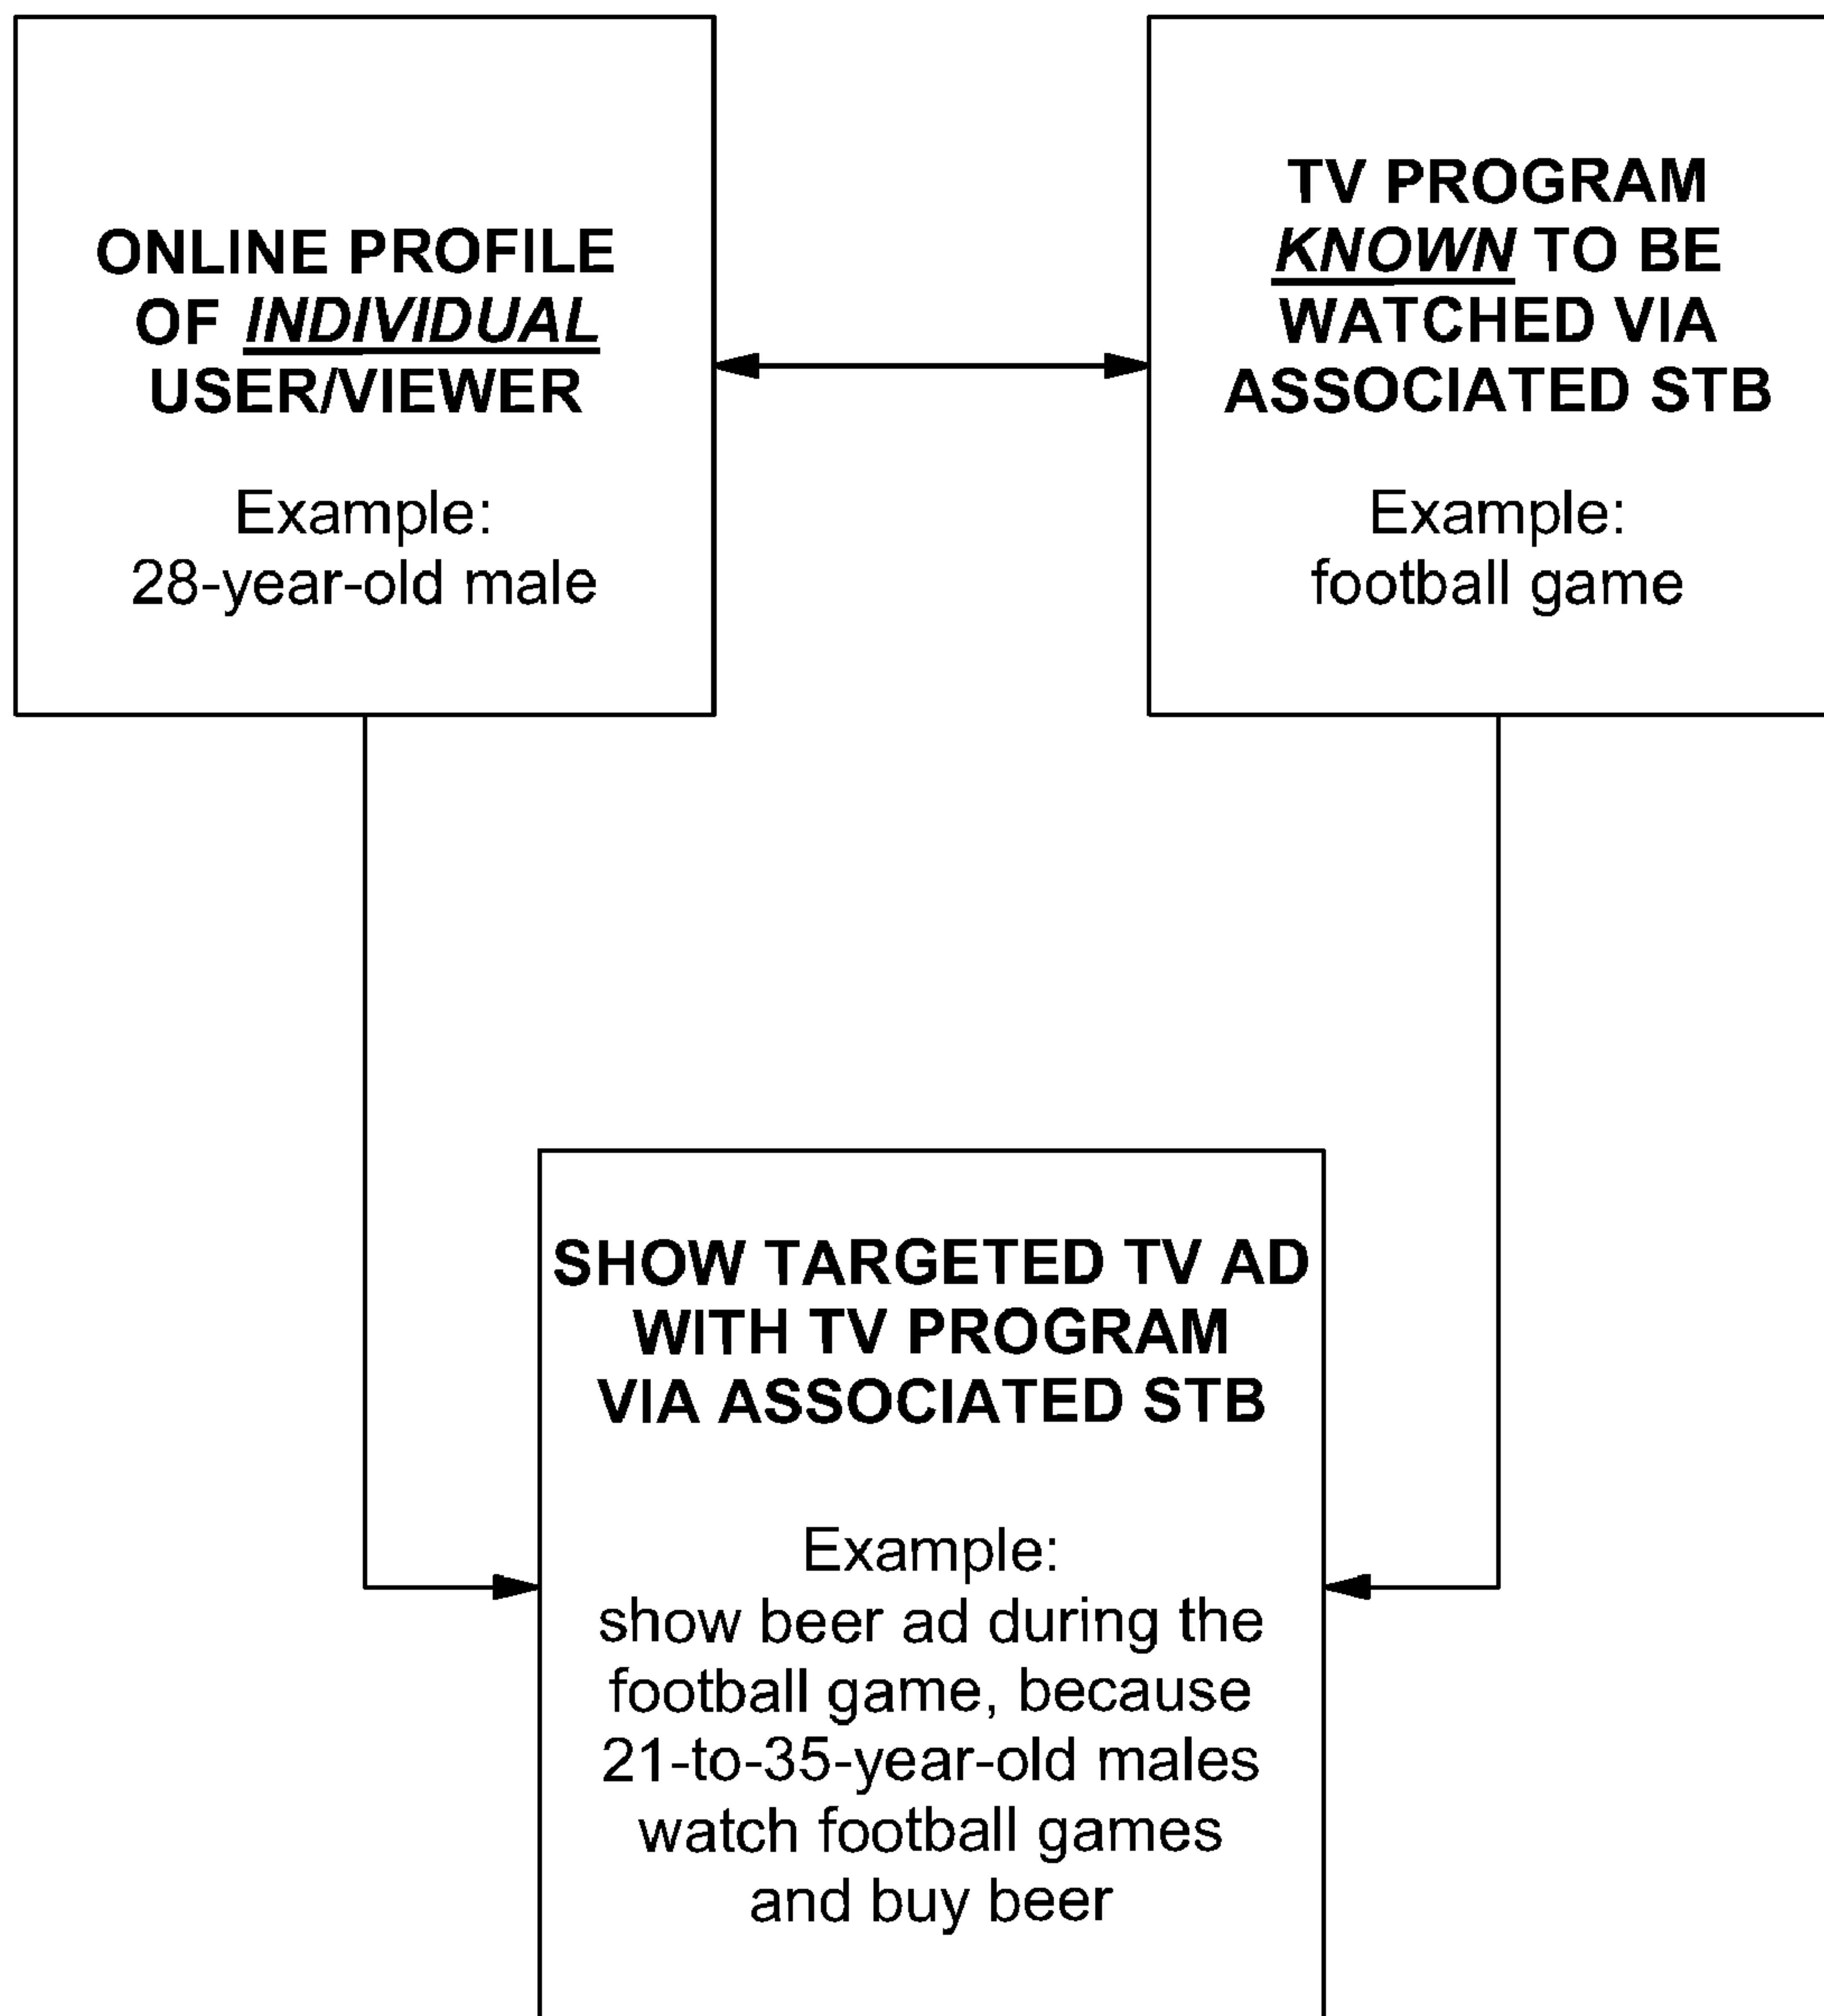 ONLINE PROFILE
OF INDIVIDUAL
USER/VIEWER
Example:
28-year-old male
TV PROGRAM
KNOWN TO BE
WATCHED VIA
ASSOCIATED STB
Example:
football game
SHOW TARGETED TV AD
WITH TV PROGRAM
VIA ASSOCIATED STB
Example:
show beer ad during the
football game, because
21-to-35-year-old males
watch football games
and buy beer